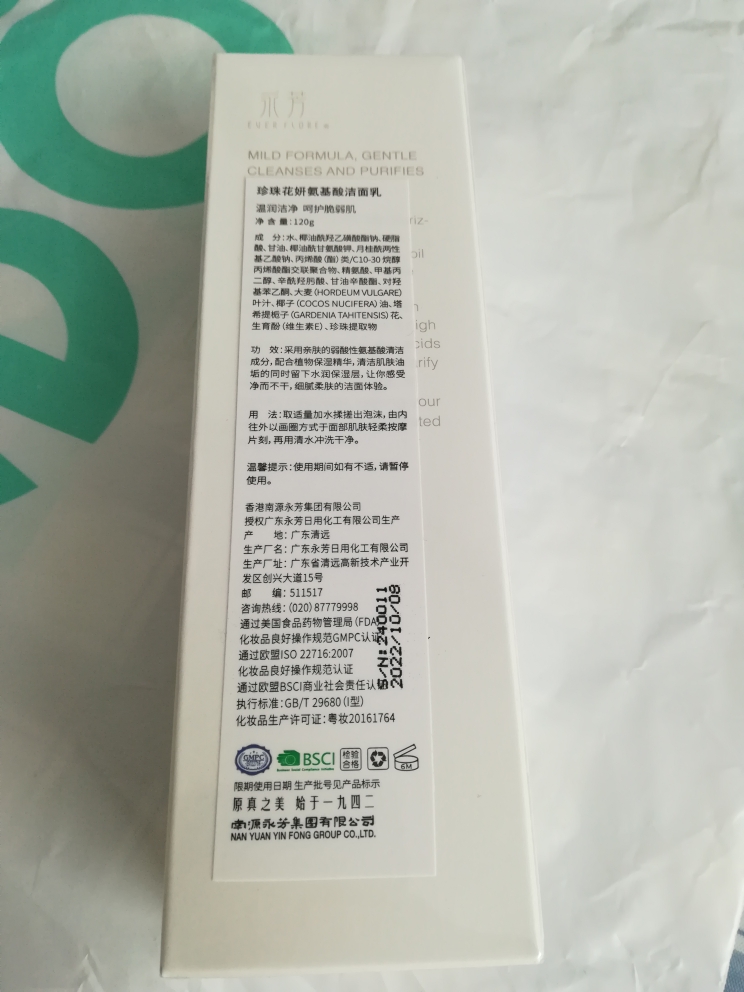 永芳
MILD FORMULA, GENTLE
CLEANSES AND PURIFIES
珍珠花妍氨基酸洁面乳
温润洁净 呵护脆弱肌
净含量:120g
成　分:水、椰油酰羟乙磺酸酯钠、硬脂
酸、甘油、椰油酰甘氨酸钾、月桂酰两性
基乙酸钠、丙烯酸(酯)类/C10-30 烷醇
丙烯酸酯交联聚合物、精氨酸、甲基丙
二醇、辛酰羟肟酸、甘油辛酸酯、对羟
基苯乙酮、大麦(HORDEUM VULGARE)
叶汁、椰子(COCOS NUCIFERA)油、塔
希提栀子(GARDENIA TAHITENSIS)花、
生育酚(维生素E)、珍珠提取物
功　效:采用亲肤的弱酸性氨基酸清洁
成分,配合植物保湿精华,清洁肌肤油
垢的同时留下水润保湿层,让你感受
净而不干,细腻柔肤的洁面体验。
用　法:取适量加水揉搓出泡沫,由内
往外以画圈方式于面部肌肤轻柔按摩
片刻,再用清水冲洗干净。
温馨提示:使用期间如有不适,请暂停
使用。
香港南源永芳集团有限公司
授权广东永芳日用化工有限公司生产
产　　地:广东清远
生产厂名:广东永芳日用化工有限公司
生产厂址:广东省清远高新技术产业开
发区创兴大道15号
邮　　编:511517
咨询热线:(020)87779998
通过美国食品药物管理局(FDA
化妆品良好操作规范GMPC认证
通过欧盟ISO 22716:2007
化妆品良好操作规范认证
通过欧盟BSCI商业社会责任认证
执行标准:GB/T 29680(I型)
化妆品生产许可证:粤妆20161764
S/N:240011
2022/10/08
GMPC
BSCI
检验
合格
6M
限期使用日期 生产批号见产品标示
原真之美 始于一九四二
南源永芳集团有限公司
NAN YUAN YIN FONG GROUP CO.,LTD.
riz-
oil
igh
cids
rify
our
ted